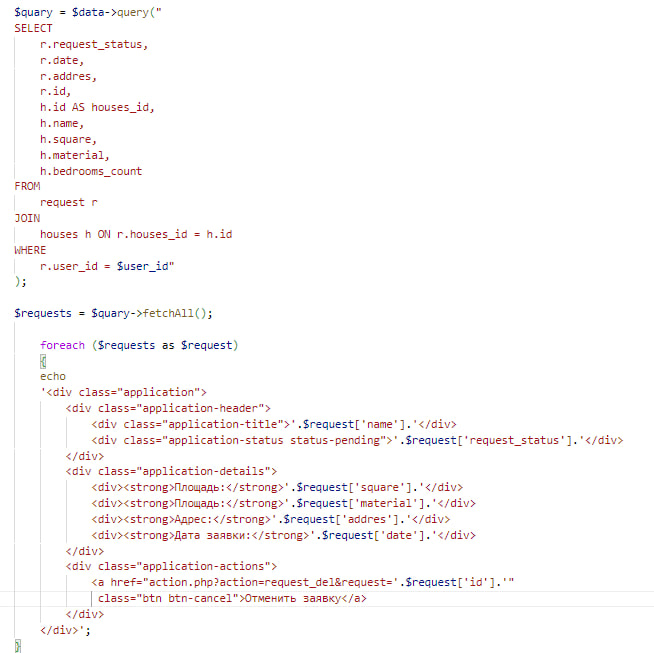 $quary = $data->query("
SELECT
    r.request_status,
    r.date,
    r.addres,
    r.id,
    h.id AS houses_id,
    h.name,
    h.square,
    h.material,
    h.bedrooms_count
FROM
    request r
JOIN
    houses h ON r.houses_id = h.id
WHERE
    r.user_id = $user_id"
);

$requests = $quary->fetchAll();

    foreach ($requests as $request)
    {
    echo
    '<div class="application">
        <div class="application-header">
            <div class="application-title">'.$request['name'].'</div>
            <div class="application-status status-pending">'.$request['request_status'].'</div>
        </div>
        <div class="application-details">
            <div><strong>Площадь:</strong>'.$request['square'].'</div>
            <div><strong>Площадь:</strong>'.$request['material'].'</div>
            <div><strong>Адрес:</strong>'.$request['addres'].'</div>
            <div><strong>Дата заявки:</strong>'.$request['date'].'</div>
        </div>
        <div class="application-actions">
            <a href="action.php?action=request_del&request='.$request['id'].'"
             class="btn btn-cancel">Отменить заявку</a>
        </div>
    </div>';
}